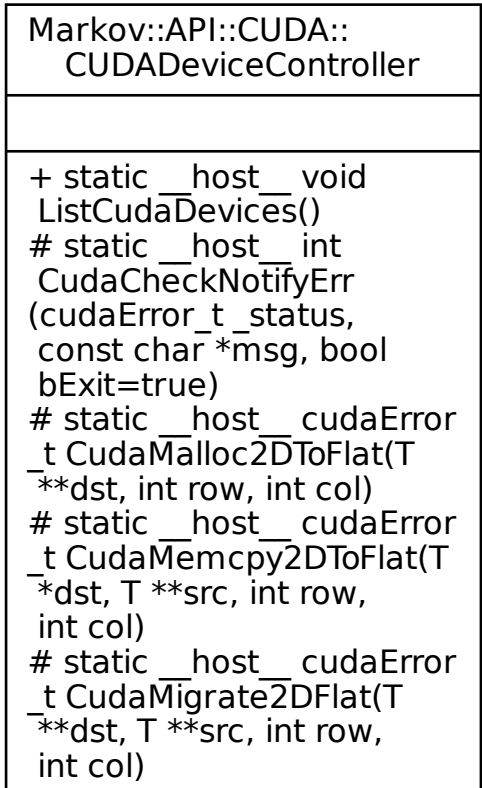 Markov::API::CUDA::
CUDADeviceController
+ static __host__ void
ListCudaDevices()
# static __host__ int
CudaCheckNotifyErr
(cudaError_t _status,
const char *msg, bool
bExit=true)
# static __host__ cudaError
_t CudaMalloc2DToFlat(T
**dst, int row, int col)
# static __host__ cudaError
_t CudaMemcpy2DToFlat(T
*dst, T **src, int row,
int col)
# static __host__ cudaError
_t CudaMigrate2DFlat(T
**dst, T **src, int row,
int col)